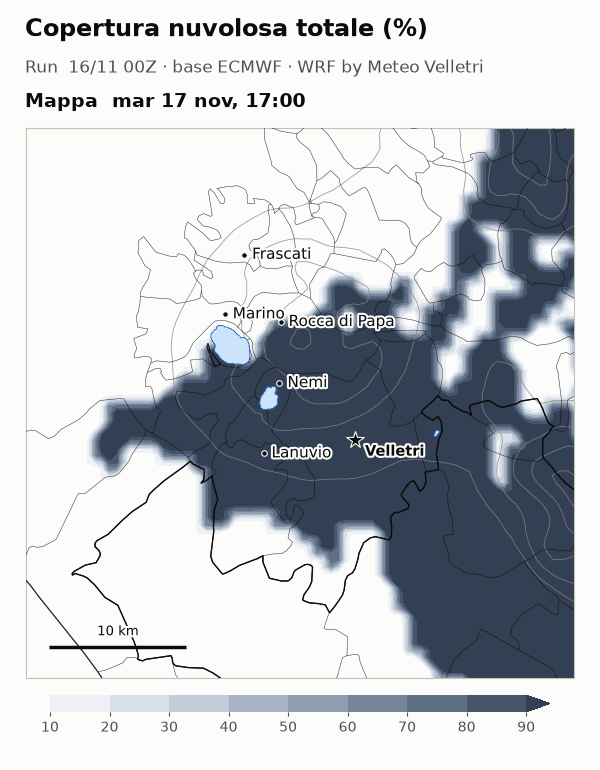 Copertura nuvolosa totale (%)
Run  16/11 00Z · base ECMWF · WRF by Meteo Velletri
Mappa  mar 17 nov, 17:00
Frascati
Marino
Rocca di Papa
Nemi
Velletri
Lanuvio
10 km
10 20 30 40 50 60 70 80 90